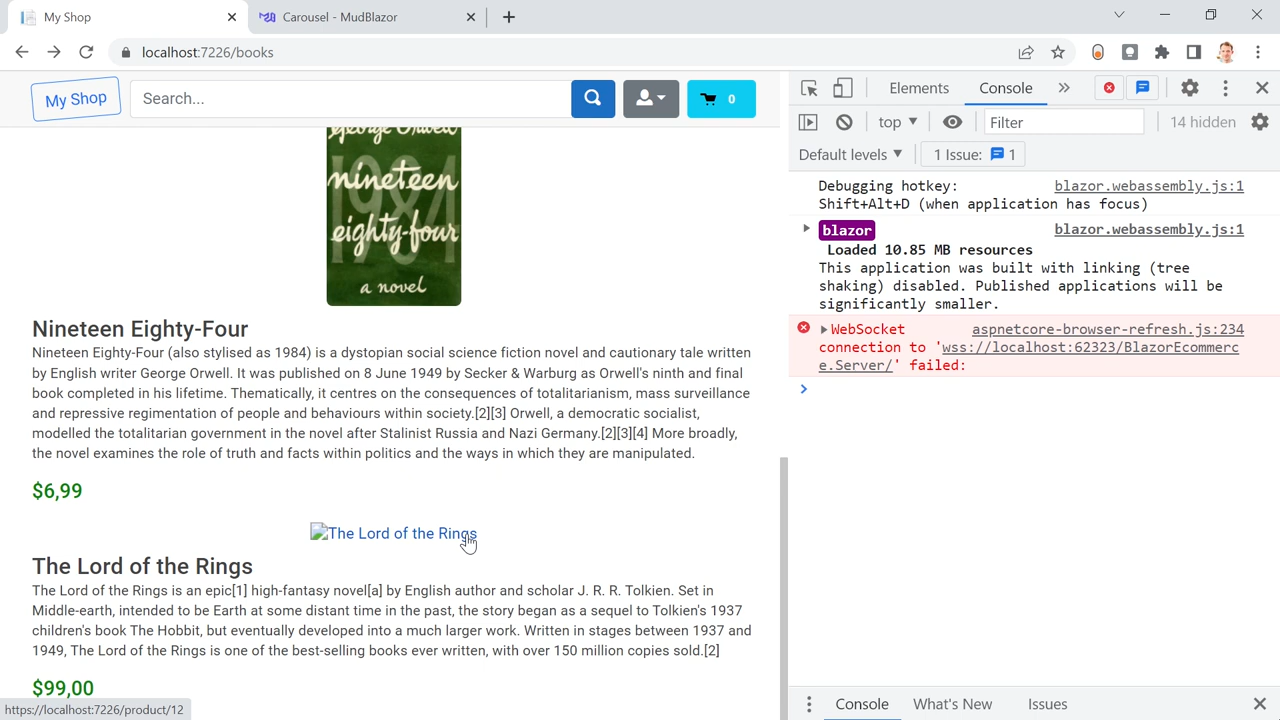 My Shop
Carousel - MudBlazor
localhost:7226/books
My Shop
Search...
0
George Orwell
1984
nineteen
eighty-four
a novel
Nineteen Eighty-Four
Nineteen Eighty-Four (also stylised as 1984) is a dystopian social science fiction novel and cautionary tale written
by English writer George Orwell. It was published on 8 June 1949 by Secker & Warburg as Orwell's ninth and final
book completed in his lifetime. Thematically, it centres on the consequences of totalitarianism, mass surveillance
and repressive regimentation of people and behaviours within society.[2][3] Orwell, a democratic socialist,
modelled the totalitarian government in the novel after Stalinist Russia and Nazi Germany.[2][3][4] More broadly,
the novel examines the role of truth and facts within politics and the ways in which they are manipulated.
$6,99
The Lord of the Rings
The Lord of the Rings
The Lord of the Rings is an epic[1] high-fantasy novel[a] by English author and scholar J. R. R. Tolkien. Set in
Middle-earth, intended to be Earth at some distant time in the past, the story began as a sequel to Tolkien's 1937
children's book The Hobbit, but eventually developed into a much larger work. Written in stages between 1937 and
1949, The Lord of the Rings is one of the best-selling books ever written, with over 150 million copies sold.[2]
$99,00
https://localhost:7226/product/12
Elements Console
top Filter 14 hidden
Default levels 1 Issue: 1
Debugging hotkey: blazor.webassembly.js:1
Shift+Alt+D (when application has focus)
blazor blazor.webassembly.js:1
Loaded 10.85 MB resources
This application was built with linking (tree
shaking) disabled. Published applications will be
significantly smaller.
WebSocket aspnetcore-browser-refresh.js:234
connection to 'wss://localhost:62323/BlazorEcommerc
e.Server/' failed:
Console What's New Issues